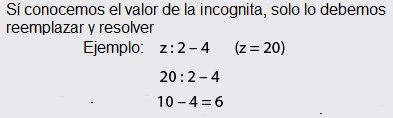 Sí conocemos el valor de la incognita, solo lo debemos
reemplazar y resolver
Ejemplo: z : 2 – 4 (z = 20)
20 : 2 – 4
10 – 4 = 6